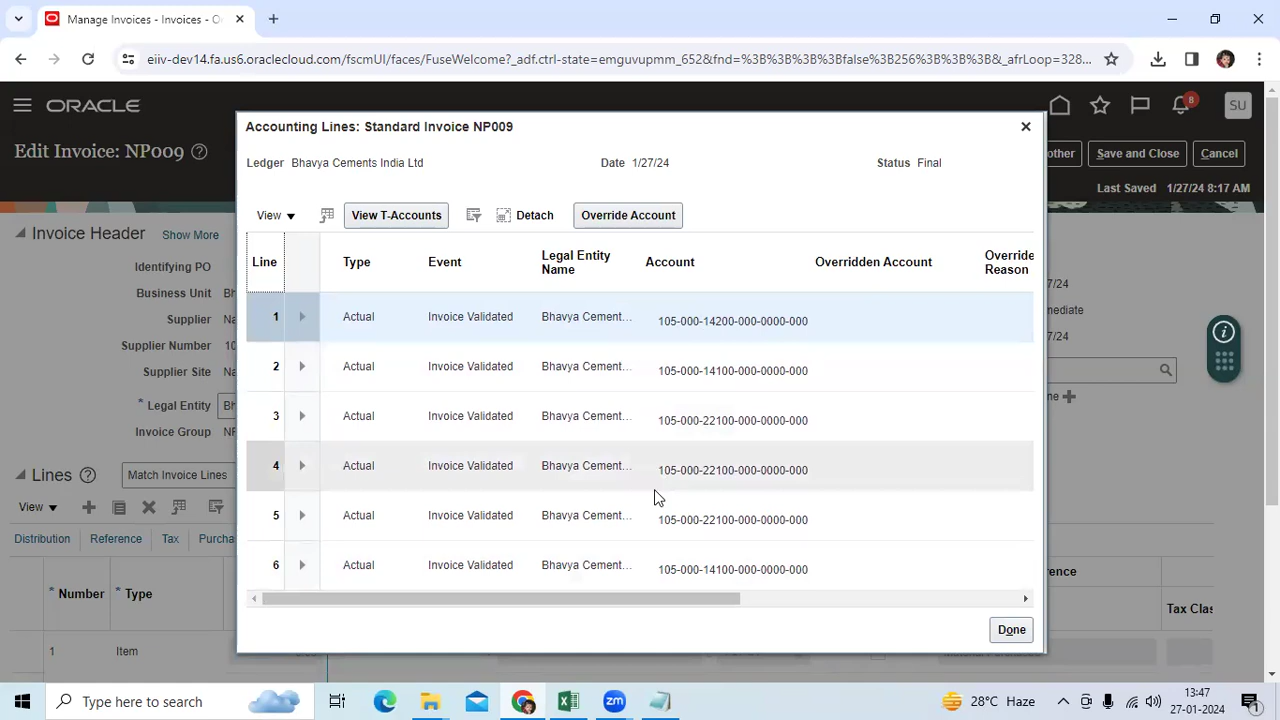 Manage Invoices - Invoices - O
eiiv-dev14.fa.us6.oraclecloud.com/fscmUI/faces/FuseWelcome?_adf.ctrl-state=emguvupmm_652&fnd=%3B%3B%3B%3Bfalse%3B256%3B%3B%3B&_afrLoop=328...
ORACLE
8
SU
Edit Invoice: NP009
other
Save and Close
Cancel
Last Saved 1/27/24 8:17 AM
Accounting Lines: Standard Invoice NP009
Ledger Bhavya Cements India Ltd
Date 1/27/24
Status Final
View
View T-Accounts
Detach
Override Account
Line
Type
Event
Legal Entity Name
Account
Overridden Account
Override Reason
1 Actual Invoice Validated Bhavya Cement... 105-000-14200-000-0000-000
2 Actual Invoice Validated Bhavya Cement... 105-000-14100-000-0000-000
3 Actual Invoice Validated Bhavya Cement... 105-000-22100-000-0000-000
4 Actual Invoice Validated Bhavya Cement... 105-000-22100-000-0000-000
5 Actual Invoice Validated Bhavya Cement... 105-000-22100-000-0000-000
6 Actual Invoice Validated Bhavya Cement... 105-000-14100-000-0000-000
Done
Invoice Header Show More
Identifying PO
Business Unit
Supplier
Supplier Number
Supplier Site
* Legal Entity
Invoice Group
Lines
Match Invoice Lines
View
Distribution
Reference
Tax
* Number
* Type
1
Item
Tax Clas
Type here to search
28°C Haze
ENG
13:47
27-01-2024
1